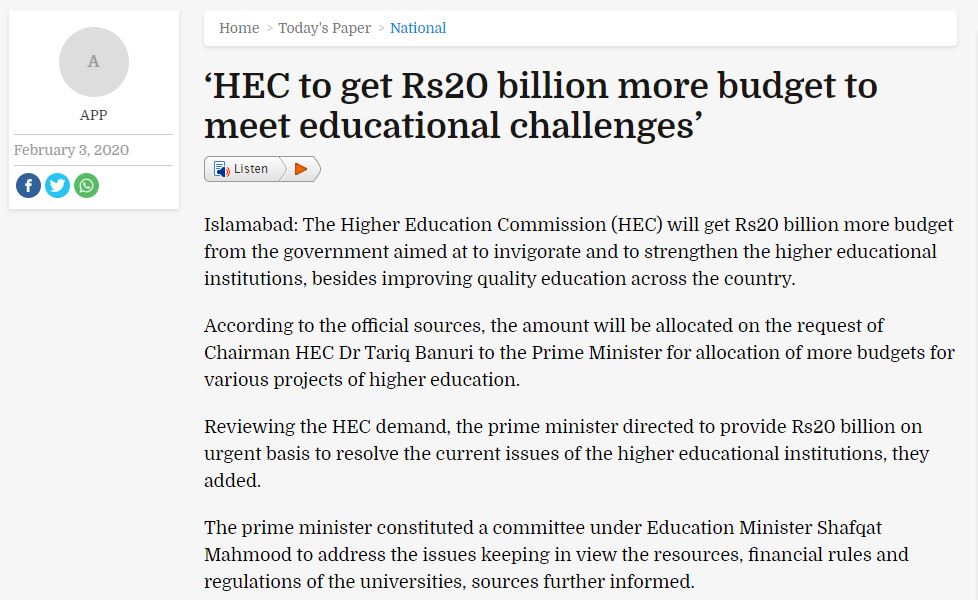 A
APP
February 3, 2020
Home > Today's Paper > National
‘HEC to get Rs20 billion more budget to
meet educational challenges’
Listen
Islamabad: The Higher Education Commission (HEC) will get Rs20 billion more budget
from the government aimed at to invigorate and to strengthen the higher educational
institutions, besides improving quality education across the country.
According to the official sources, the amount will be allocated on the request of
Chairman HEC Dr Tariq Banuri to the Prime Minister for allocation of more budgets for
various projects of higher education.
Reviewing the HEC demand, the prime minister directed to provide Rs20 billion on
urgent basis to resolve the current issues of the higher educational institutions, they
added.
The prime minister constituted a committee under Education Minister Shafqat
Mahmood to address the issues keeping in view the resources, financial rules and
regulations of the universities, sources further informed.